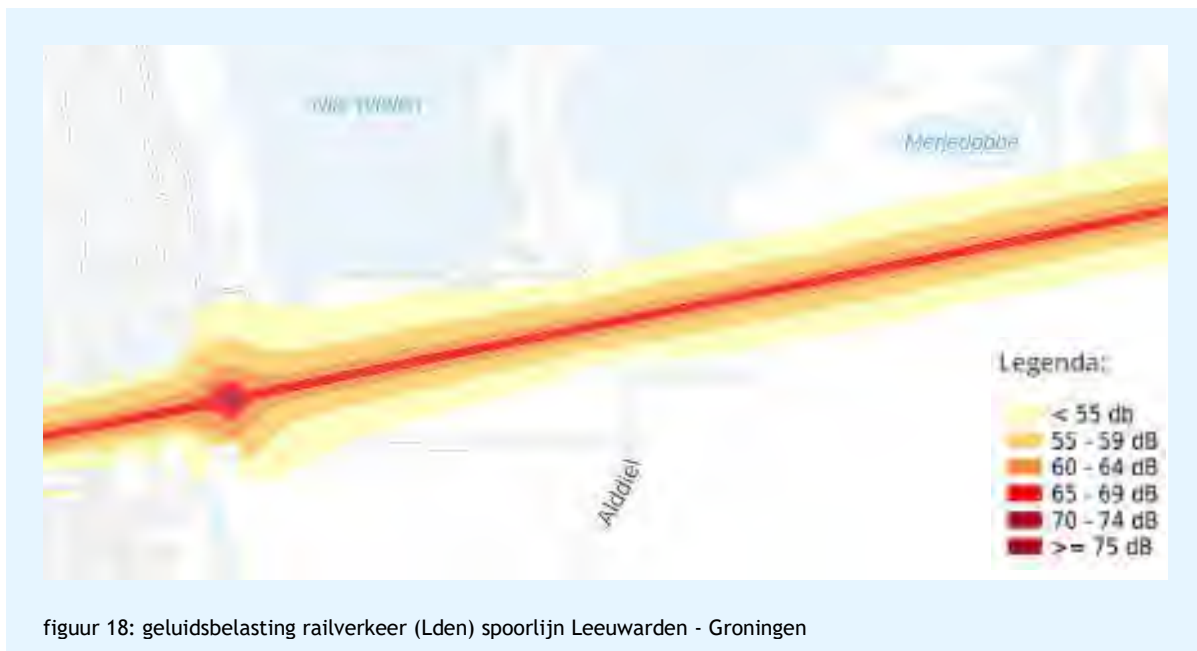 Merjedobbe
Legenda:
< 55 db
55 - 59 dB
60 - 64 dB
65 - 69 dB
70 - 74 dB
>= 75 dB
Alddiel
figuur 18: geluidsbelasting railverkeer (Lden) spoorlijn Leeuwarden - Groningen